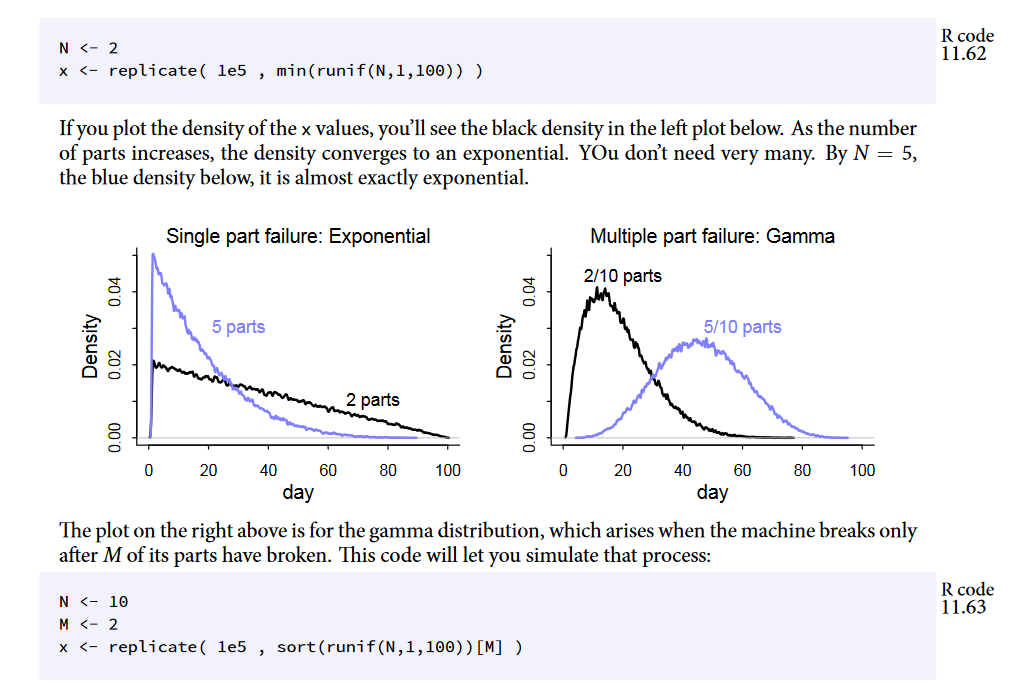 R code
11.62
N <- 2
x <- replicate( 1e5 , min(runif(N,1,100)) )
If you plot the density of the x values, you’ll see the black density in the left plot below. As the number
of parts increases, the density converges to an exponential. YOu don’t need very many. By N = 5,
the blue density below, it is almost exactly exponential.
Single part failure: Exponential
Density
0.00 0.02 0.04
5 parts
2 parts
0 20 40 60 80 100
day
Multiple part failure: Gamma
Density
0.00 0.02 0.04
2/10 parts
5/10 parts
0 20 40 60 80 100
day
The plot on the right above is for the gamma distribution, which arises when the machine breaks only
after M of its parts have broken. This code will let you simulate that process:
R code
11.63
N <- 10
M <- 2
x <- replicate( 1e5 , sort(runif(N,1,100))[M] )